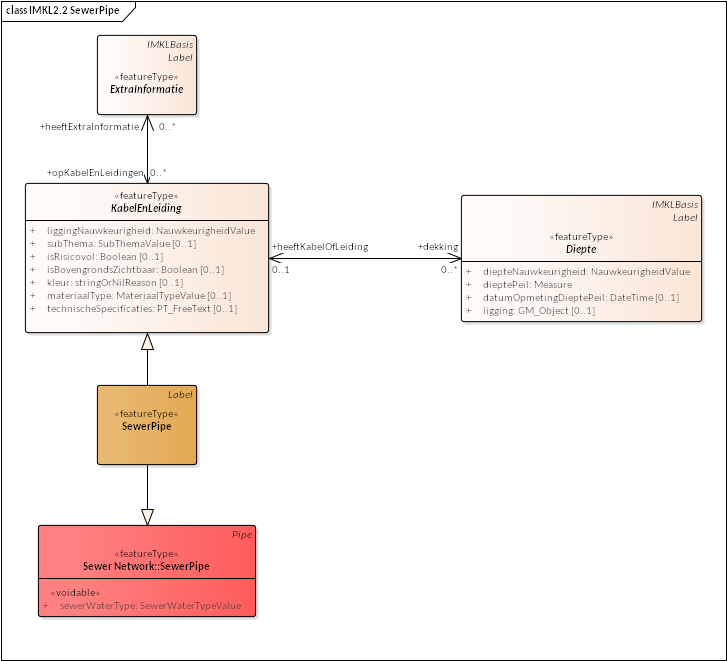 class IMKL2.2 SewerPipe
IMKLBasis
Label
«featureType»
ExtraInformatie
+heeftExtraInformatie 0..*
+opKabelEnLeidingen 0..*
«featureType»
KabelEnLeiding
+ liggingNauwkeurigheid: NauwkeurigheidValue
+ subThema: SubThemaValue [0..1]
+ isRisicovol: Boolean [0..1]
+ isBovengrondsZichtbaar: Boolean [0..1]
+ kleur: stringOrNilReason [0..1]
+ materiaalType: MateriaalTypeValue [0..1]
+ technischeSpecificaties: PT_FreeText [0..1]
+heeftKabelOfLeiding +dekking
0..1 0..*
IMKLBasis
Label
«featureType»
Diepte
+ diepteNauwkeurigheid: NauwkeurigheidValue
+ dieptePeil: Measure
+ datumOpmetingDieptePeil: DateTime [0..1]
+ ligging: GM_Object [0..1]
Label
«featureType»
SewerPipe
Pipe
«featureType»
Sewer Network::SewerPipe
«voidable»
+ sewerWaterType: SewerWaterTypeValue